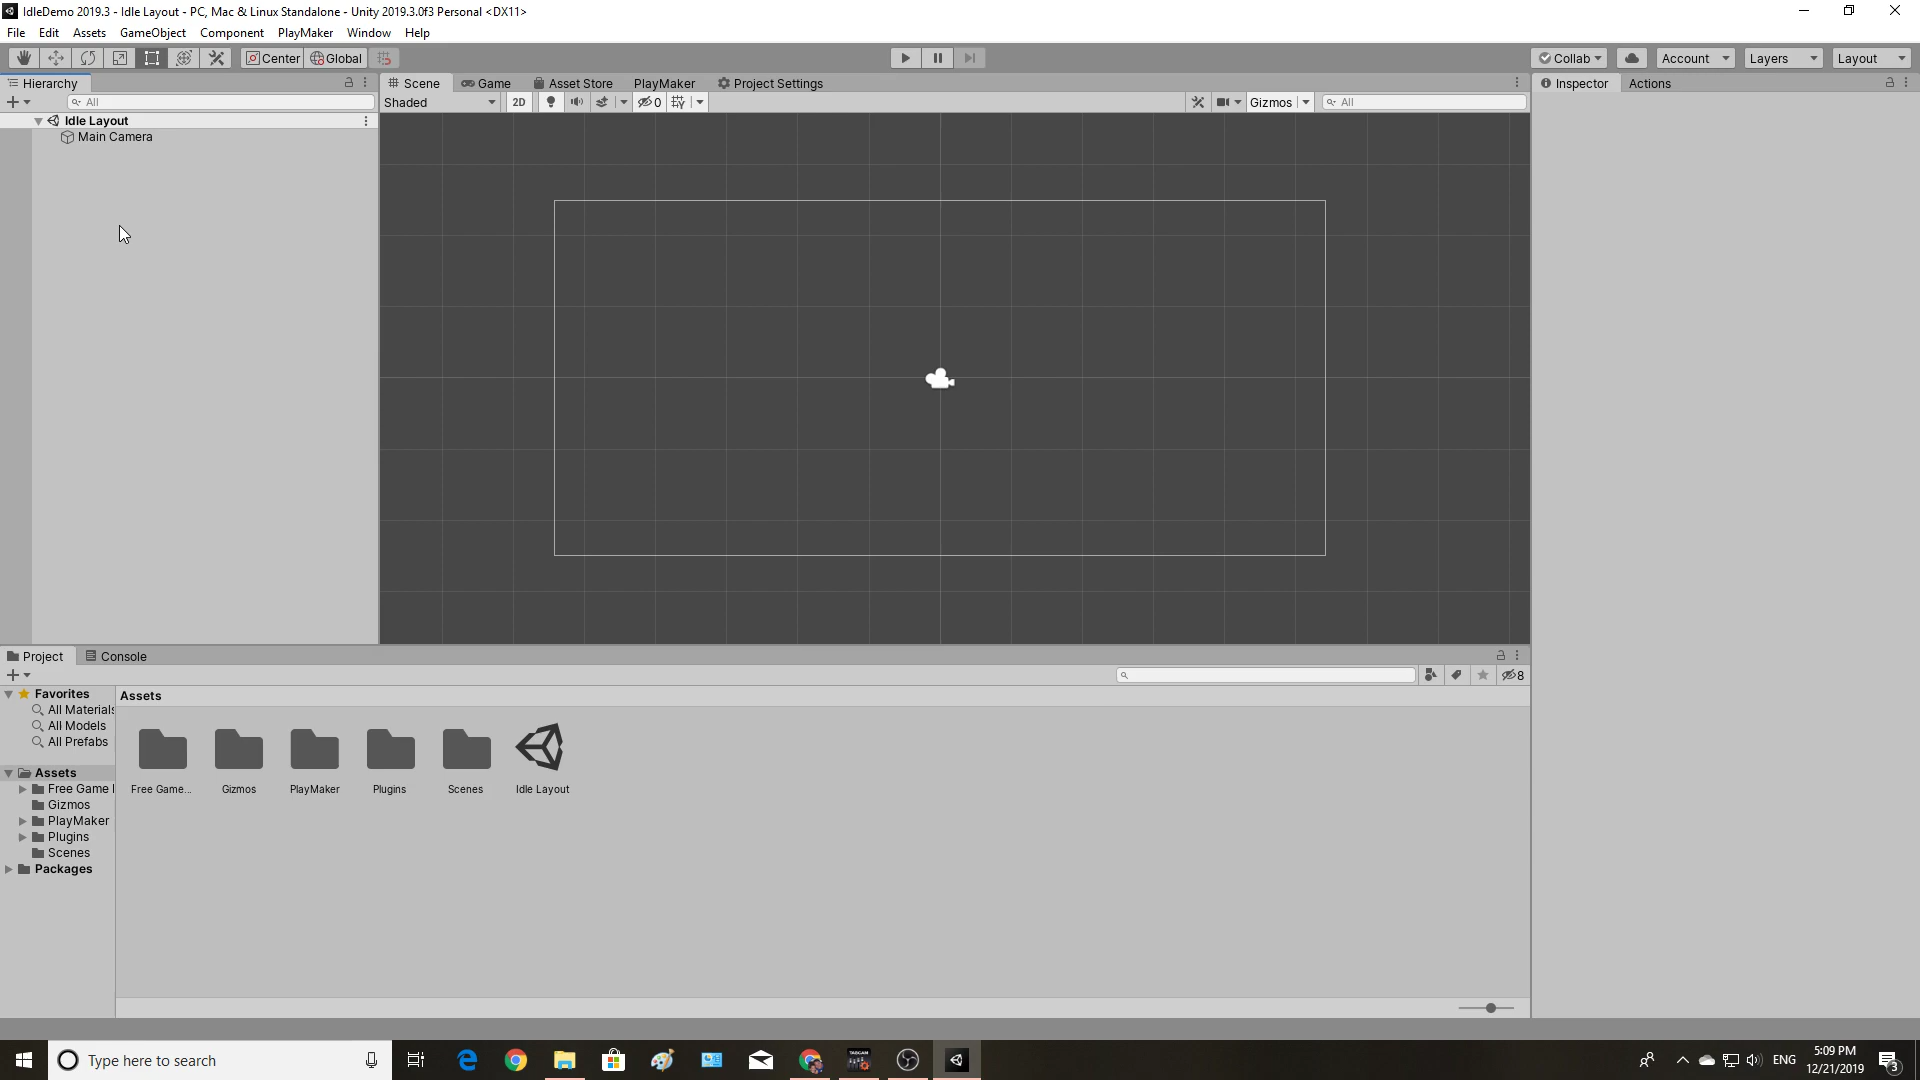 IdleDemo 2019.3 - Idle Layout - PC, Mac & Linux Standalone - Unity 2019.3.0f3 Personal <DX11>
File Edit Assets GameObject Component PlayMaker Window Help
Center Global Collab Account Layers Layout
Hierarchy Scene Game Asset Store PlayMaker Project Settings Inspector Actions
All Shaded 2D 0 Gizmos All
Idle Layout
Main Camera
Project Console
8
Favorites
Assets
All Materials
All Models
All Prefabs
Assets
Free Game
Gizmos
PlayMaker
Plugins
Scenes
Packages
Free Game... Gizmos PlayMaker Plugins Scenes Idle Layout
Type here to search
TASCAM
ENG
5:09 PM
12/21/2019
3